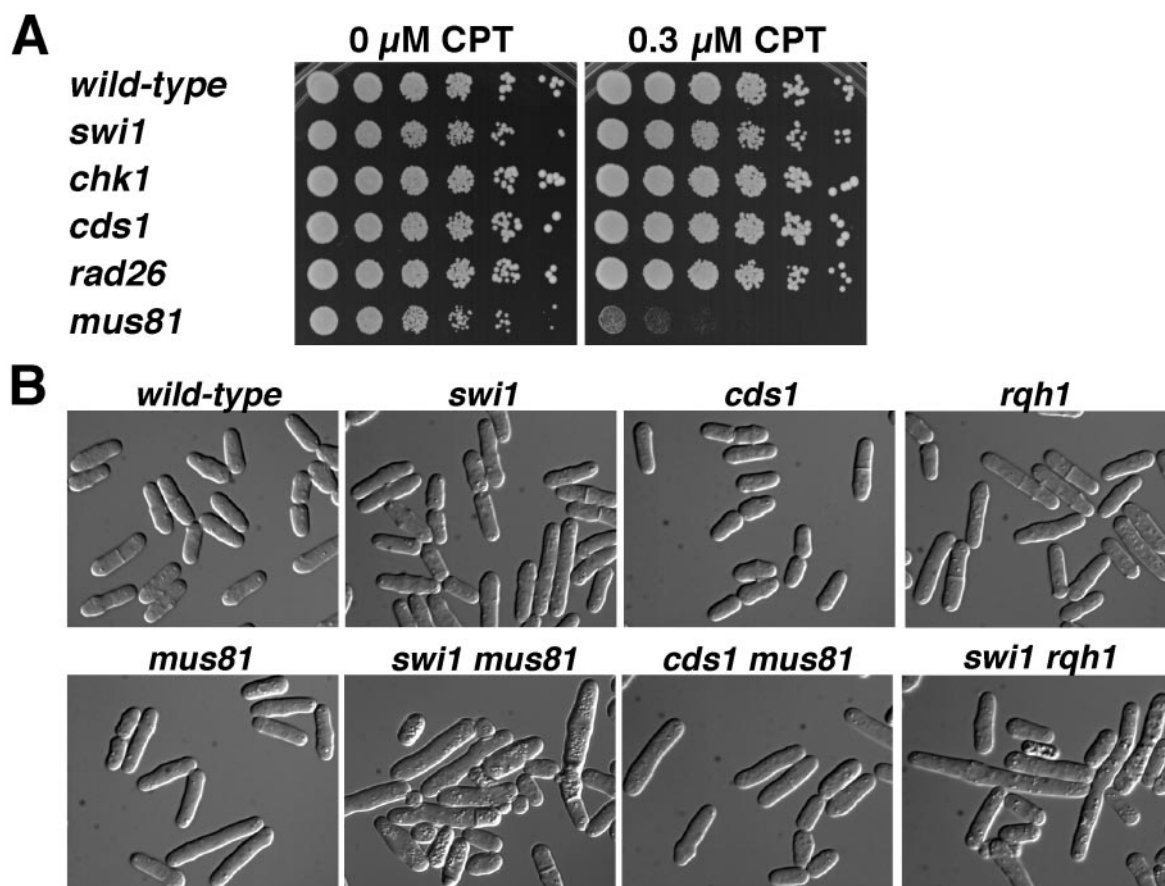 A
0 µM CPT 0.3 µM CPT
wild-type
swi1
chk1
cds1
rad26
mus81
B
wild-type swi1 cds1 rqh1
mus81 swi1 mus81 cds1 mus81 swi1 rqh1